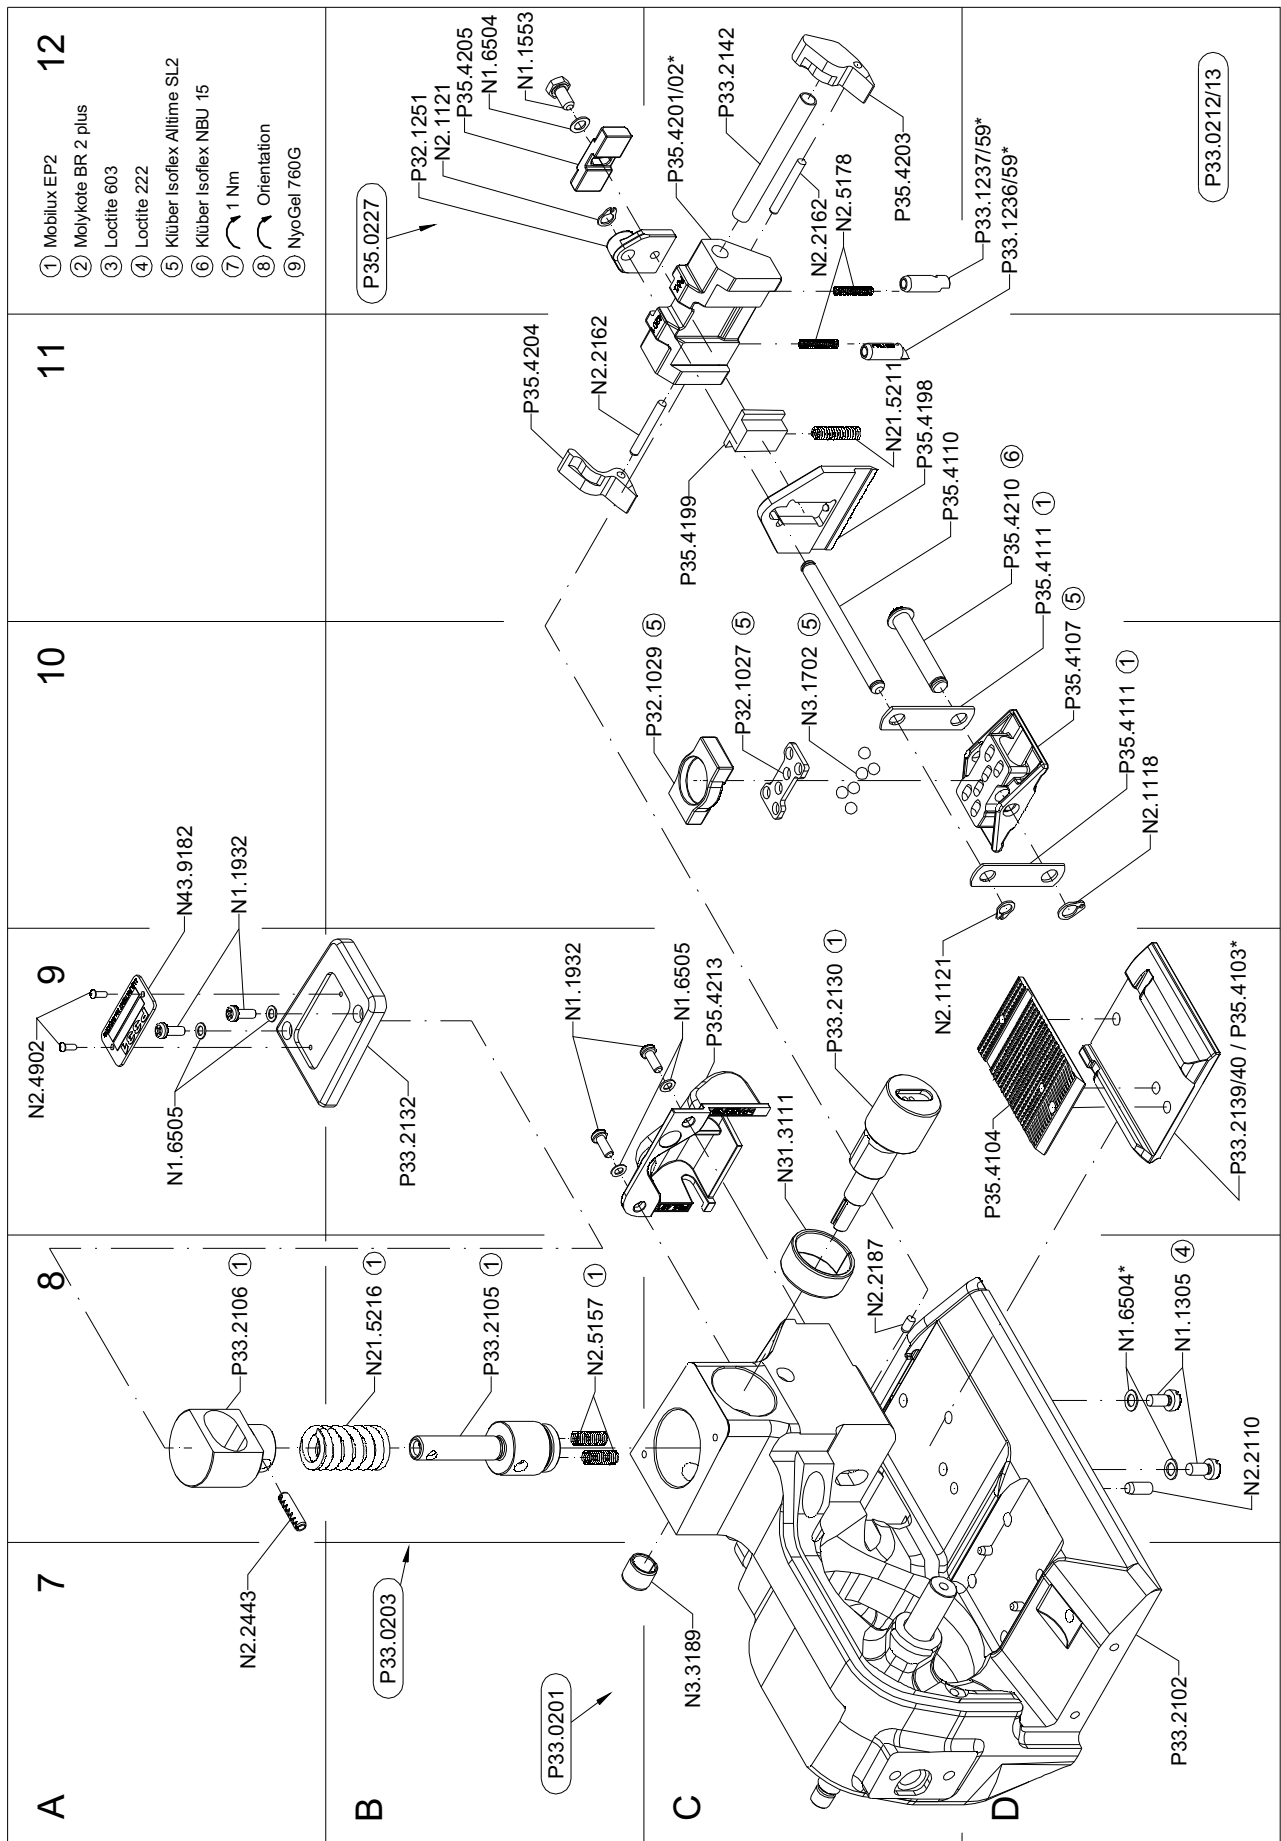 A
B
C
D
7
8
9
10
11
12
① Mobilux EP2
② Molykote BR 2 plus
③ Loctite 603
④ Loctite 222
⑤ Klüber Isoflex Alltime SL2
⑥ Klüber Isoflex NBU 15
⑦ 1 Nm
⑧ Orientation
⑨ NyoGel 760G
N2.2443
P33.2106 ①
N21.5216 ①
P33.2105 ①
N2.5157 ①
P33.0203
P33.0201
N3.3189
P33.2102
N2.4902
N43.9182
N1.1932
N1.6505
P33.2132
N1.1932
N1.6505
P35.4213
P33.2130 ①
N31.3111
N2.2187
N1.6504*
N1.1305 ④
N2.2110
P35.4104
P33.2139/40 / P35.4103*
P32.1029 ⑤
P32.1027 ⑤
N3.1702 ⑤
N2.1121
N2.1118
P35.4111 ①
P35.4107 ⑤
P35.4111 ①
P35.4210 ⑥
P35.4110
P35.4198
N21.5211
P35.4199
P35.4204
N2.2162
P35.0227
P32.1251
N2.1121
P35.4205
N1.6504
N1.1553
P35.4201/02*
P33.2142
P35.4203
N2.2162
N2.5178
P33.1237/59*
P33.1236/59*
P33.0212/13